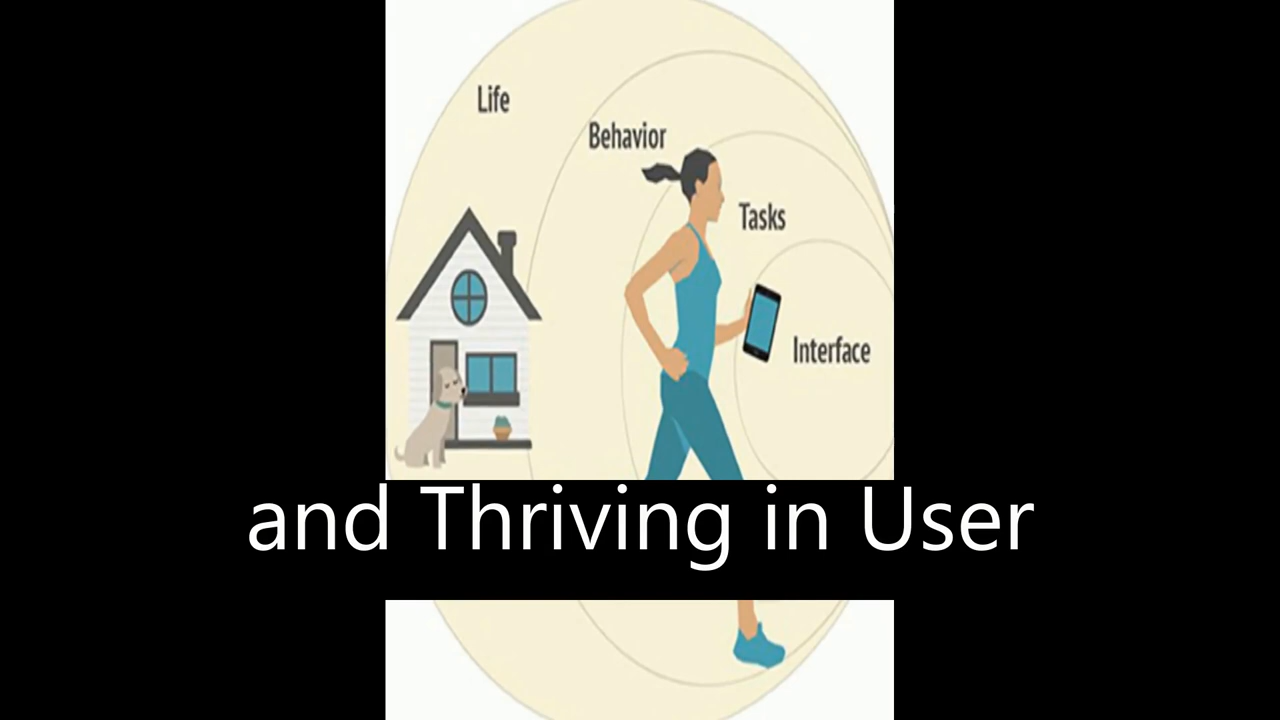 Life
Behavior
Tasks
Interface
and Thriving in User